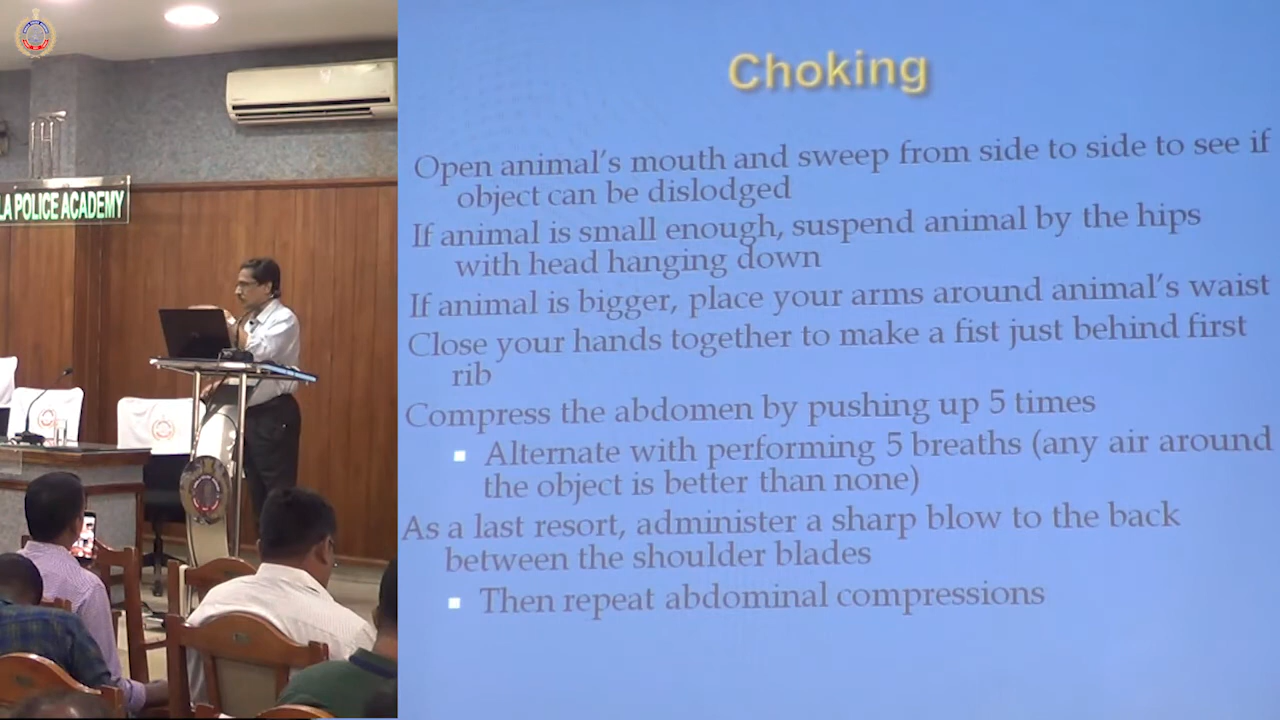 LA POLICE ACADEMY
Choking
Open animal's mouth and sweep from side to side to see if
object can be dislodged
If animal is small enough, suspend animal by the hips
with head hanging down
If animal is bigger, place your arms around animal's waist
Close your hands together to make a fist just behind first
rib
Compress the abdomen by pushing up 5 times
Alternate with performing 5 breaths (any air around
the object is better than none)
As a last resort, administer a sharp blow to the back
between the shoulder blades
Then repeat abdominal compressions